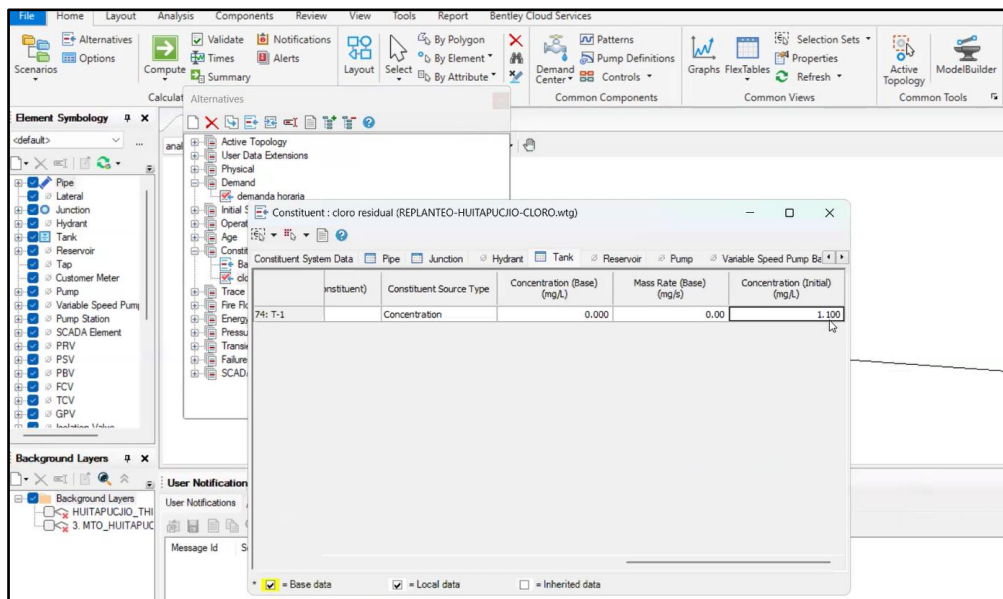 File Home Layout Analysis Components Review View Tools Report Bentley Cloud Services
Scenarios
Alternatives
Options
Compute
Validate
Times
Summary
Notifications
Alerts
Layout
Select
By Polygon
By Element
By Attribute
Demand Center
Patterns
Pump Definitions
Controls
Graphs
FlexTables
Selection Sets
Properties
Refresh
Active Topology
ModelBuilder
Calculat
Common Components
Common Views
Common Tools
Element Symbology
<default>
Pipe
Lateral
Junction
Hydrant
Tank
Reservoir
Tap
Customer Meter
Pump
Variable Speed Pump
Pump Station
SCADA Element
PRV
PSV
PBV
FCV
TCV
GPV
anal
Alternatives
Active Topology
User Data Extensions
Physical
Demand
demanda horaria
Initial S
Operat
Age
Constit
Ba
clo
Trace
Fire Flo
Energy
Pressu
Transie
Failure
SCADA
Constituent : cloro residual (REPLANTEO-HUITAPUCJIO-CLORO.wtg)
Constituent System Data Pipe Junction Hydrant Tank Reservoir Pump Variable Speed Pump Ba
onstituent) Constituent Source Type Concentration (Base) (mg/L) Mass Rate (Base) (mg/s) Concentration (Initial) (mg/L)
74: T-1 Concentration 0.000 0.00 1.100
* = Base data = Local data = Inherited data
Background Layers
Background Layers
HUITAPUCJIO_THI
3. MTO_HUITAPUC
User Notification
User Notifications
Message Id